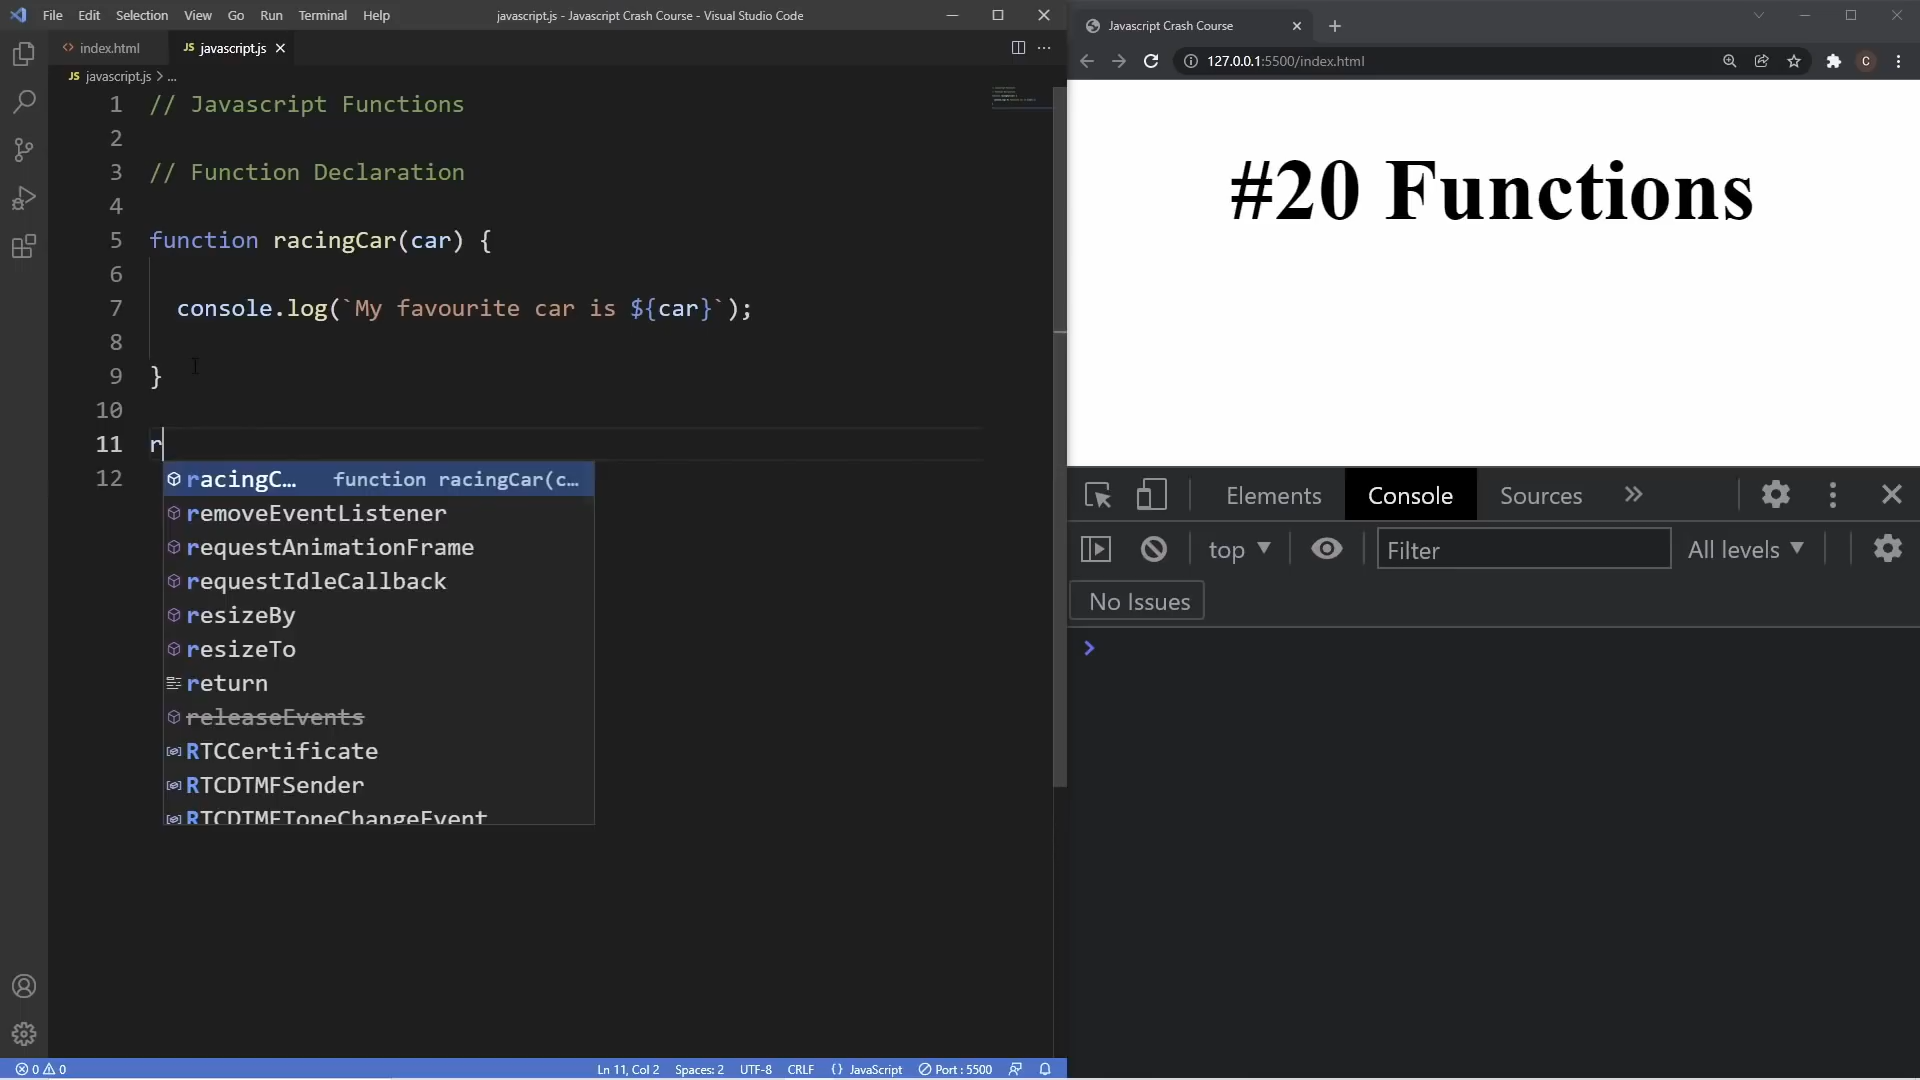 File Edit Selection View Go Run Terminal Help
javascript.js - Javascript Crash Course - Visual Studio Code
index.html
JS javascript.js
JS javascript.js > ...
1 // Javascript Functions
2
3 // Function Declaration
4
5 function racingCar(car) {
6
7 console.log(`My favourite car is ${car}`);
8
9 }
10
11 r
12
racingC... function racingCar(c...
removeEventListener
requestAnimationFrame
requestIdleCallback
resizeBy
resizeTo
return
releaseEvents
RTCCertificate
RTCDTMFSender
RTCDTMFToneChangeEvent
0 0
Ln 11, Col 2 Spaces: 2 UTF-8 CRLF {} JavaScript Port : 5500
Javascript Crash Course
127.0.0.1:5500/index.html
C
#20 Functions
Elements Console Sources
top Filter All levels
No Issues